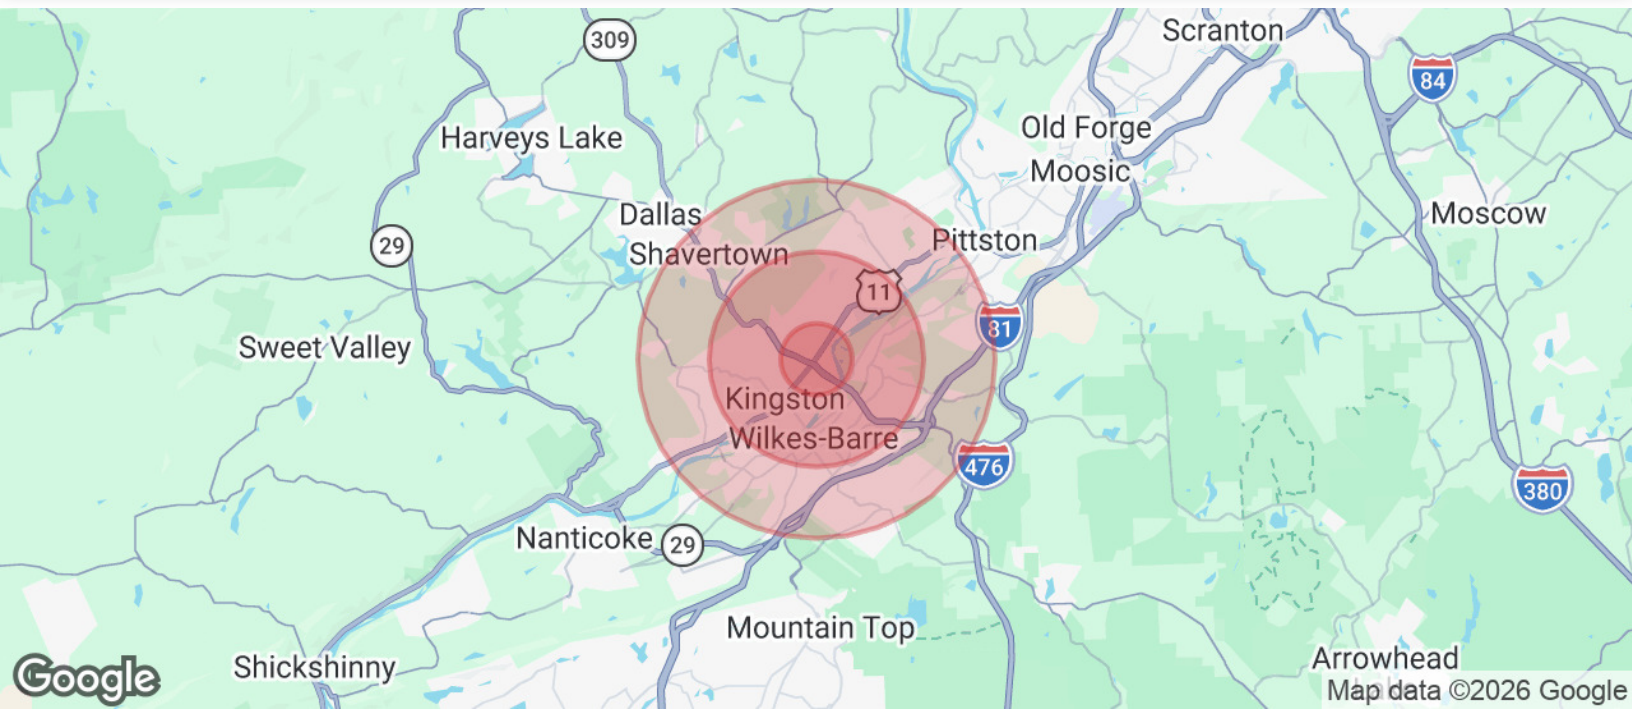 Scranton
309
84
Old Forge
Harveys Lake
Moosic
Dallas
Moscow
Pittston
29
Shavertown
11
81
Sweet Valley
Kingston
Wilkes-Barre
476
380
Nanticoke
29
Mountain Top
Arrowhead
Shickshinny
Google
Map data ©2026 Google